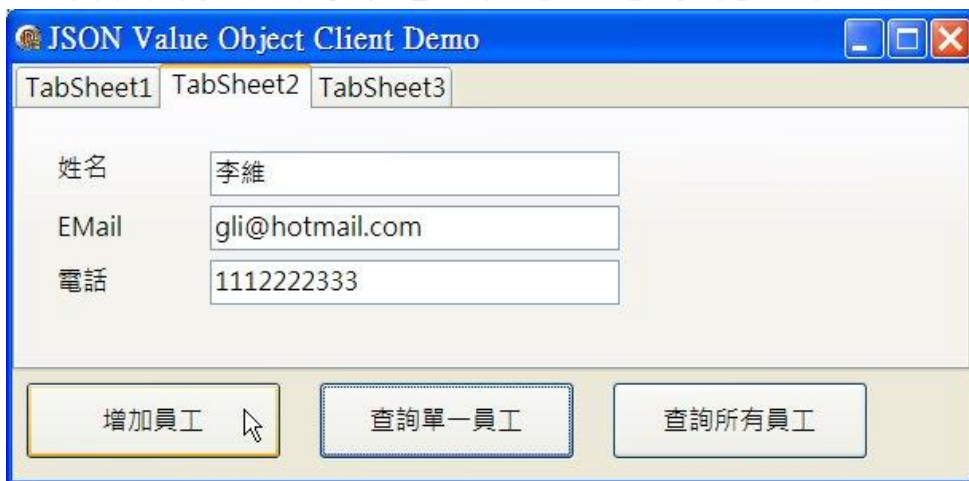 JSON Value Object Client Demo
TabSheet1 TabSheet2 TabSheet3
姓名 李維
EMail gli@hotmail.com
電話 1112222333
增加員工 查詢單一員工 查詢所有員工